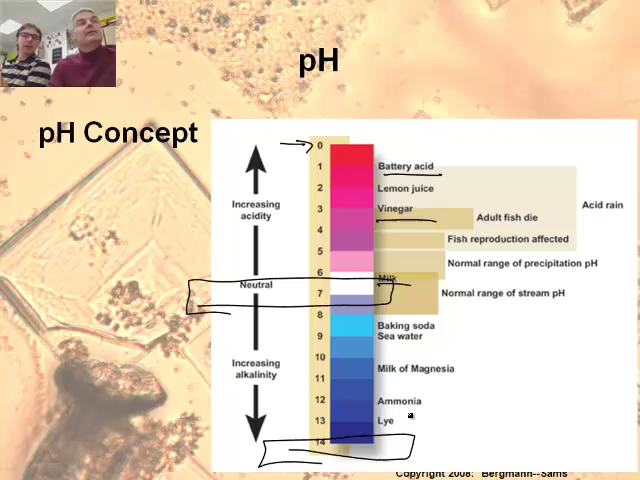 pH
pH Concept
0
1
2
3
4
5
6
7
8
9
10
11
12
13
14
Increasing
acidity
Neutral
Increasing
alkalinity
Battery acid
Lemon juice
Vinegar
Milk
Baking soda
Sea water
Milk of Magnesia
Ammonia
Lye
Acid rain
Adult fish die
Fish reproduction affected
Normal range of precipitation pH
Normal range of stream pH
Copyright 2008: Bergmann--Sams